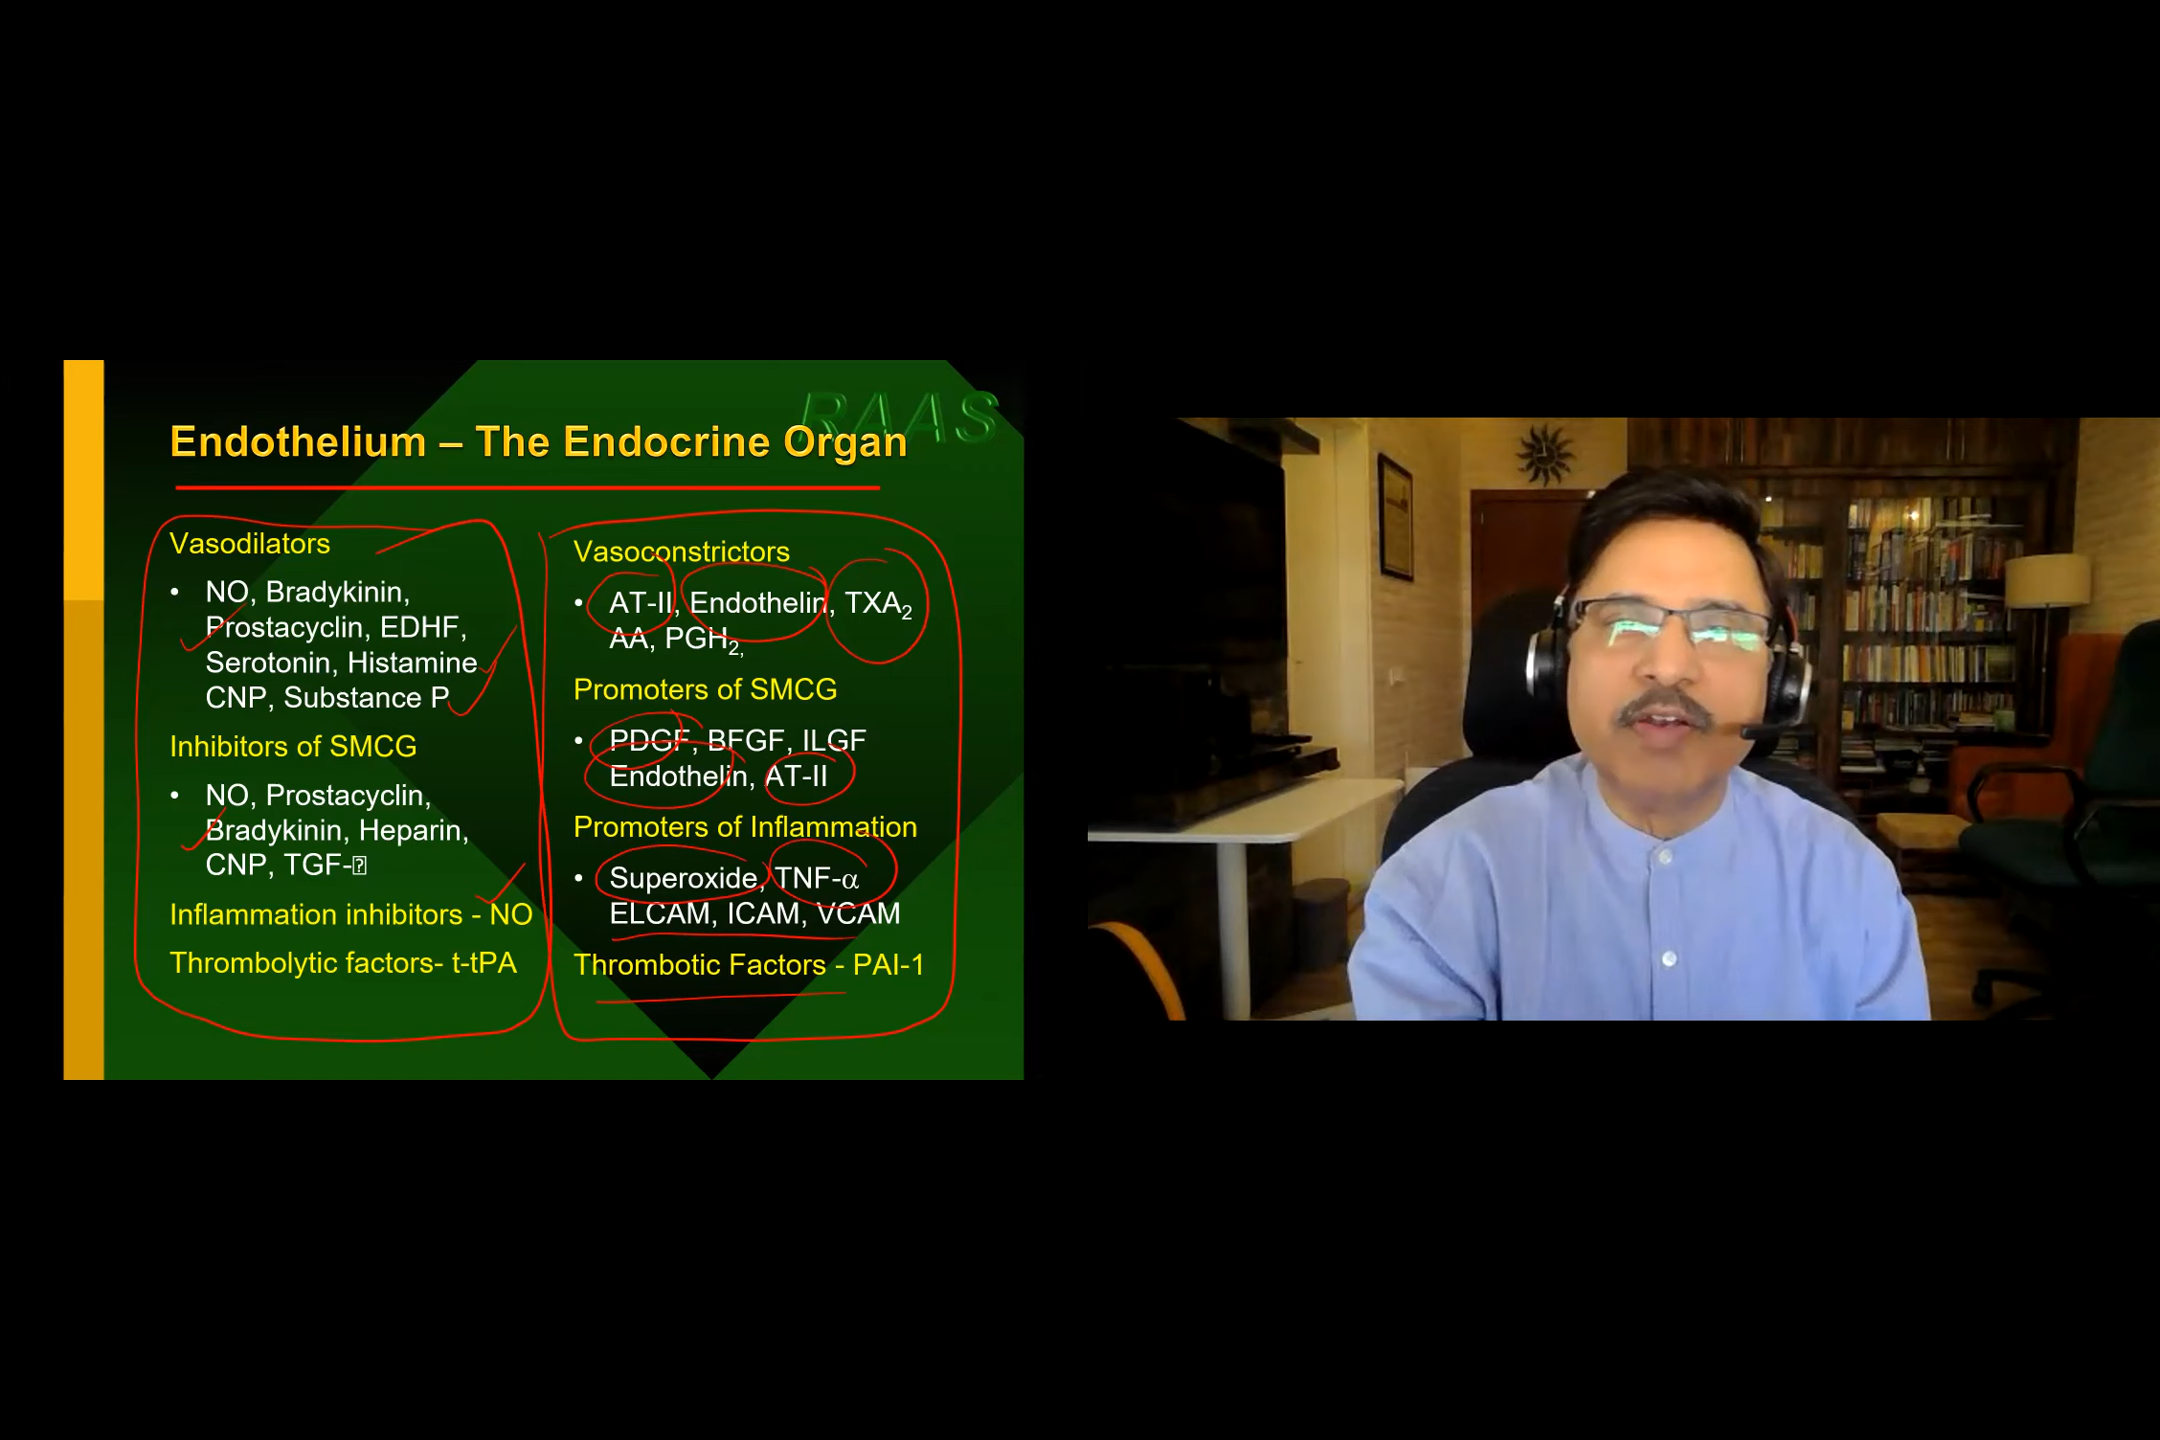 RAAS
Endothelium – The Endocrine Organ
Vasodilators
• NO, Bradykinin,
Prostacyclin, EDHF,
Serotonin, Histamine
CNP, Substance P
Inhibitors of SMCG
• NO, Prostacyclin,
Bradykinin, Heparin,
CNP, TGF-
Inflammation inhibitors - NO
Thrombolytic factors- t-tPA
Vasoconstrictors
• AT-II, Endothelin, TXA₂
AA, PGH₂,
Promoters of SMCG
• PDGF, BFGF, ILGF
Endothelin, AT-II
Promoters of Inflammation
• Superoxide, TNF-α
ELCAM, ICAM, VCAM
Thrombotic Factors - PAI-1